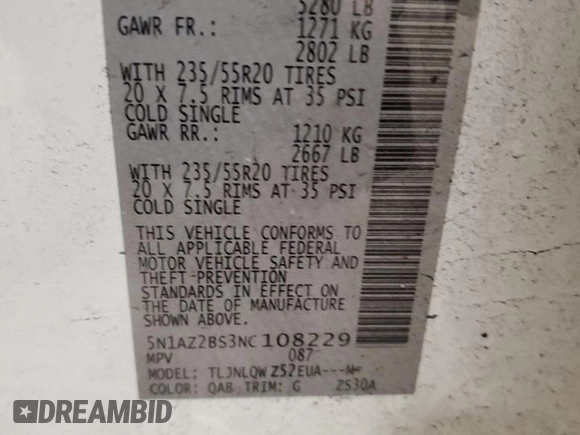 5280 LB
GAWR FR.: 1271 KG
2802 LB
WITH 235/55R20 TIRES
20 X 7.5 RIMS AT 35 PSI
COLD SINGLE
GAWR RR.: 1210 KG
2667 LB
WITH 235/55R20 TIRES
20 X 7.5 RIMS AT 35 PSI
COLD SINGLE
THIS VEHICLE CONFORMS TO
ALL APPLICABLE FEDERAL
MOTOR VEHICLE SAFETY AND
THEFT PREVENTION
STANDARDS IN EFFECT ON
THE DATE OF MANUFACTURE
SHOWN ABOVE.
5N1AZ2BS3NC108229
MPV 087
MODEL: TLJNLQWZ52EUA---N-
COLOR: QAB TRIM: G ZS30A
DREAMBID